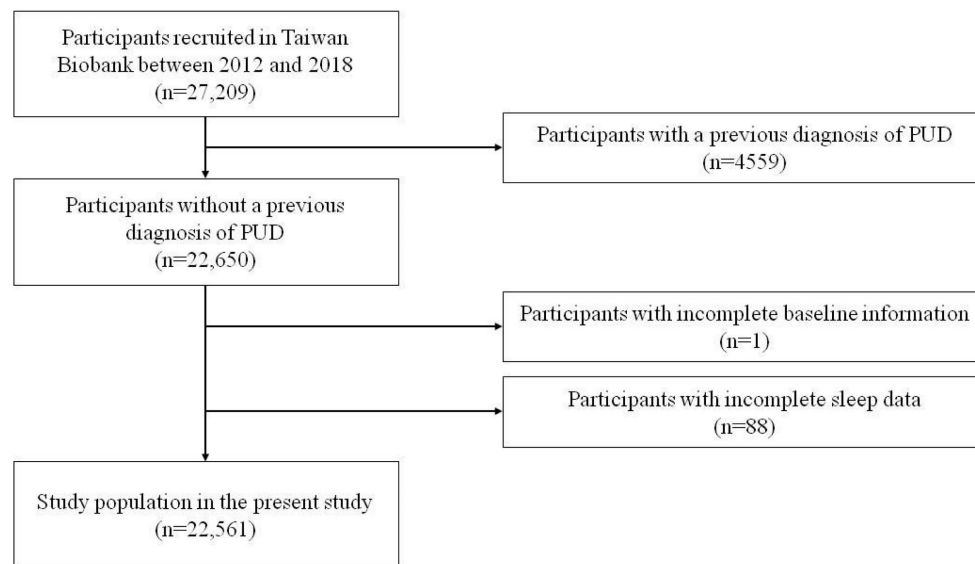 Participants recruited in Taiwan
Biobank between 2012 and 2018
(n=27,209)
Participants with a previous diagnosis of PUD
(n=4559)
Participants without a previous
diagnosis of PUD
(n=22,650)
Participants with incomplete baseline information
(n=1)
Participants with incomplete sleep data
(n=88)
Study population in the present study
(n=22,561)